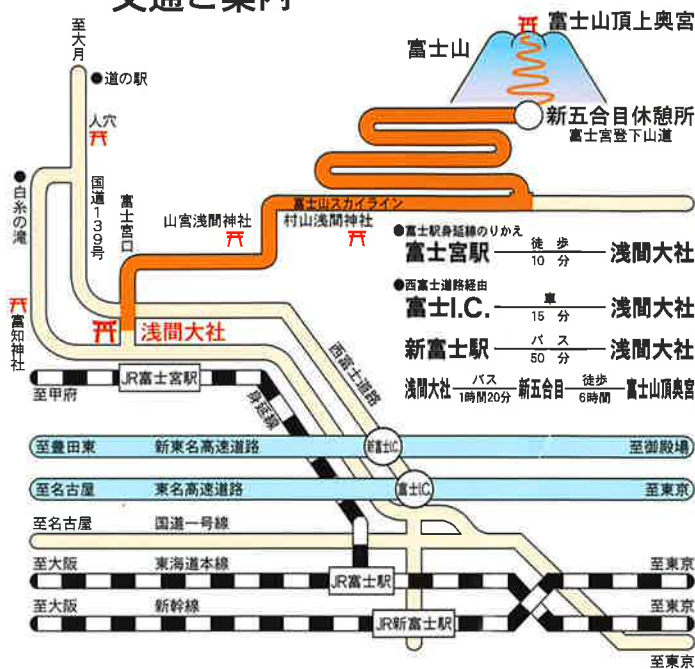 交通ご案内
富士山頂上奥宮
富士山
至大月
●道の駅
新五合目休憩所
富士宮登下山道
人穴
●白糸の滝
国道139号
富士宮口
富士山スカイライン
山宮浅間神社
村山浅間神社
●富士駅身延線のりかえ
富士宮駅 徒歩 10分 浅間大社
●西富士道路経由
富士I.C. 車 15分 浅間大社
新富士駅 バス 50分 浅間大社
浅間大社 バス 1時間20分 新五合目 徒歩 6時間 富士山頂奥宮
富知神社
浅間大社
西富士道路
JR富士宮駅
至甲府
身延線
至豊田東 新東名高速道路 新富士I.C. 至御殿場
至名古屋 東名高速道路 富士I.C. 至東京
至名古屋 国道一号線
至大阪 東海道本線 JR富士駅 至東京
至大阪 新幹線 JR新富士駅 至東京
至東京